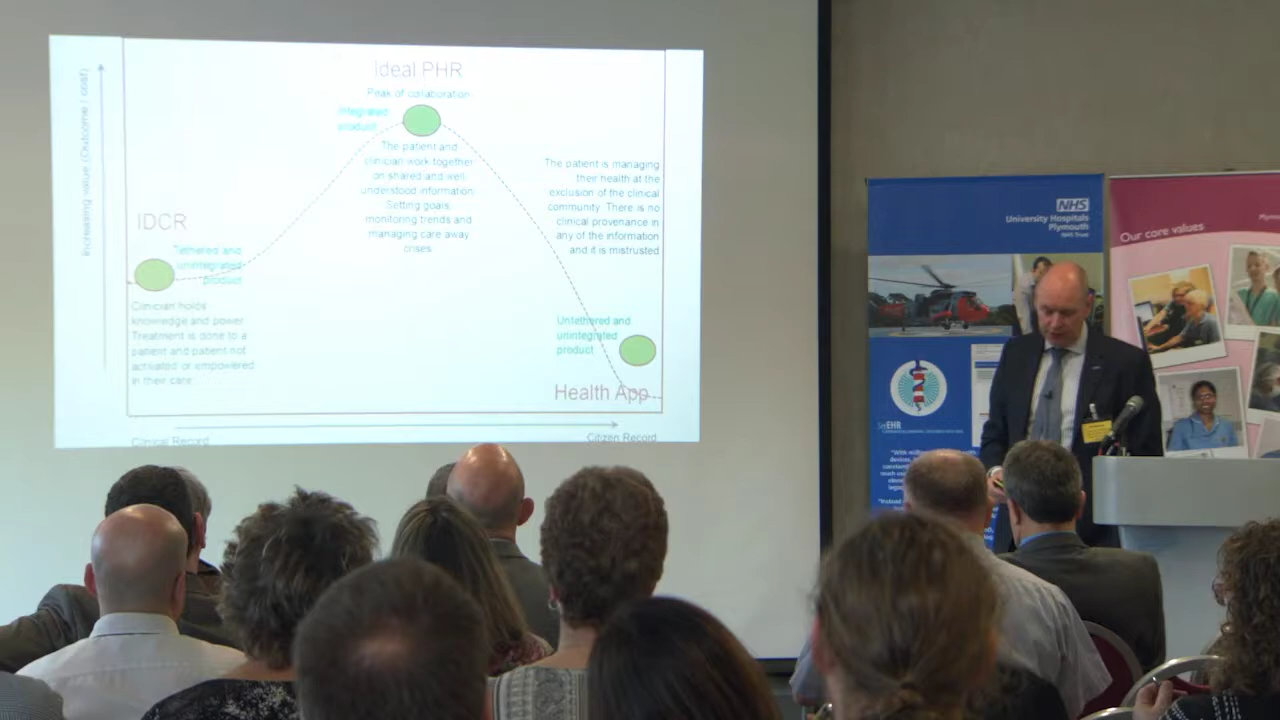 Ideal PHR
Peak of collaboration
Integrated
product
The patient and
clinician work together
on shared and well
understood information.
Setting goals,
monitoring trends and
managing care away
crises
The patient is managing
their health at the
exclusion of the clinical
community. There is no
clinical provenance in
any of the information
and it is mistrusted
Increasing value (Outcome / cost)
IDCR
Tethered and
unintegrated
product
Clinician holds
knowledge and power
Treatment is done to a
patient and patient not
activated or empowered
in their care
Untethered and
unintegrated
product
Health App
Clinical Record
Citizen Record
NHS
University Hospitals
Plymouth
NHS Trust
EHR
Our core values